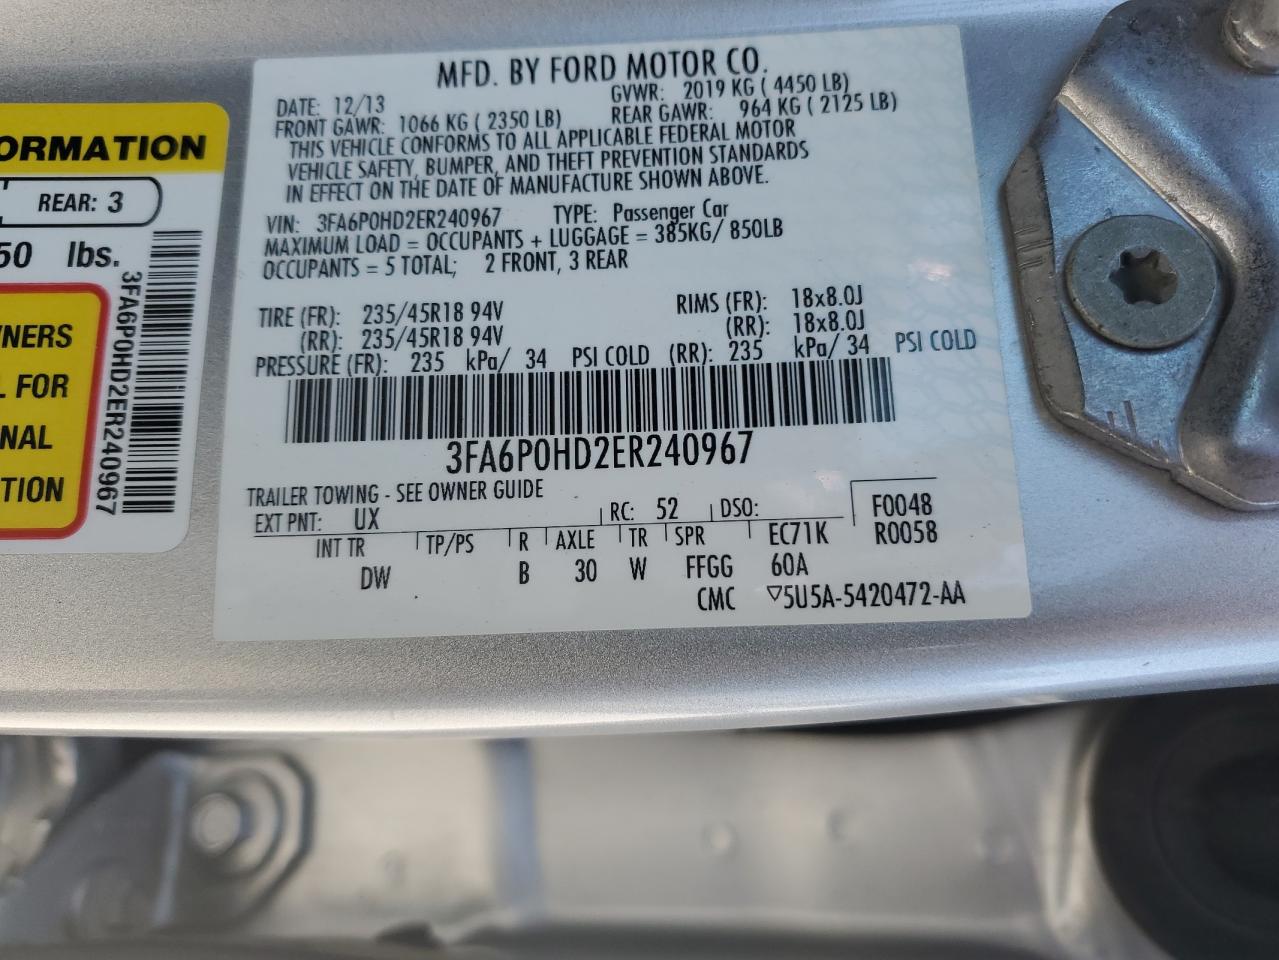 MFD. BY FORD MOTOR CO.
DATE: 12/13 GVWR: 2019 KG ( 4450 LB)
FRONT GAWR: 1066 KG ( 2350 LB) REAR GAWR: 964 KG ( 2125 LB)
THIS VEHICLE CONFORMS TO ALL APPLICABLE FEDERAL MOTOR
VEHICLE SAFETY, BUMPER, AND THEFT PREVENTION STANDARDS
IN EFFECT ON THE DATE OF MANUFACTURE SHOWN ABOVE.
VIN: 3FA6P0HD2ER240967 TYPE: Passenger Car
MAXIMUM LOAD = OCCUPANTS + LUGGAGE = 385KG/ 850LB
OCCUPANTS = 5 TOTAL; 2 FRONT, 3 REAR
TIRE (FR): 235/45R18 94V RIMS (FR): 18x8.0J
(RR): 235/45R18 94V (RR): 18x8.0J
PRESSURE (FR): 235 kPa/ 34 PSI COLD (RR): 235 kPa/ 34 PSI COLD
3FA6P0HD2ER240967
TRAILER TOWING - SEE OWNER GUIDE
EXT PNT: UX RC: 52 DSO: F0048
INT TR TP/PS R AXLE TR SPR EC71K R0058
DW B 30 W FFGG 60A
CMC ▽5U5A-5420472-AA
ORMATION
REAR: 3
50 lbs.
3FA6P0HD2ER240967
WNERS
L FOR
NAL
TION